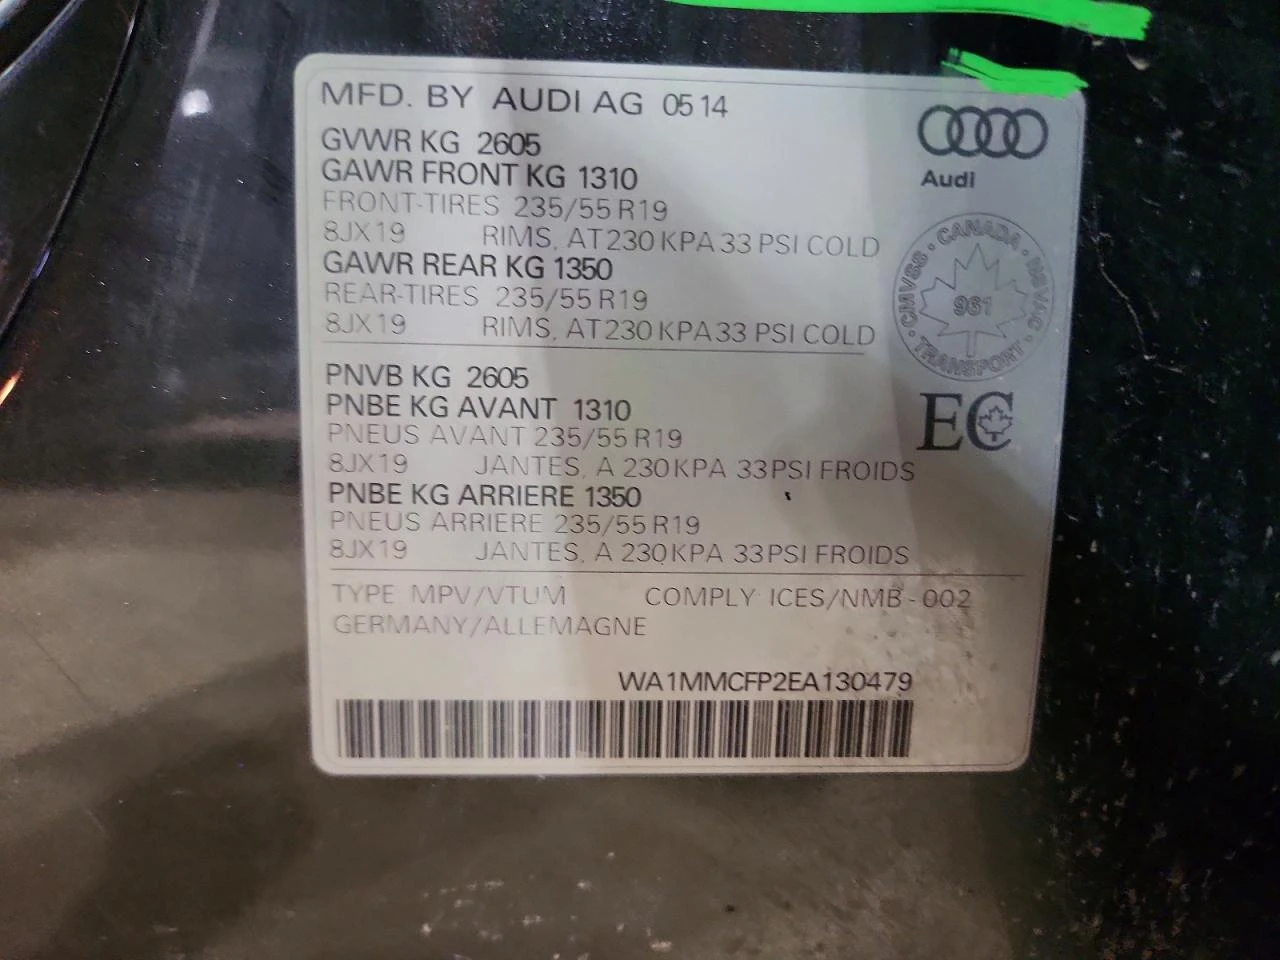 MFD. BY AUDI AG 05 14
GVWR KG 2605
GAWR FRONT KG 1310
FRONT-TIRES 235/55 R19
8JX19 RIMS, AT 230 KPA 33 PSI COLD
GAWR REAR KG 1350
REAR-TIRES 235/55 R19
8JX19 RIMS, AT 230 KPA 33 PSI COLD
Audi
CMVSS · CANADA · NSVAC · TRANSPORT ·
961
PNVB KG 2605
PNBE KG AVANT 1310
PNEUS AVANT 235/55 R19
8JX19 JANTES, A 230 KPA 33 PSI FROIDS
PNBE KG ARRIERE 1350
PNEUS ARRIERE 235/55 R19
8JX19 JANTES, A 230 KPA 33 PSI FROIDS
EC
TYPE MPV/VTUM COMPLY ICES/NMB - 002
GERMANY/ALLEMAGNE
WA1MMCFP2EA130479